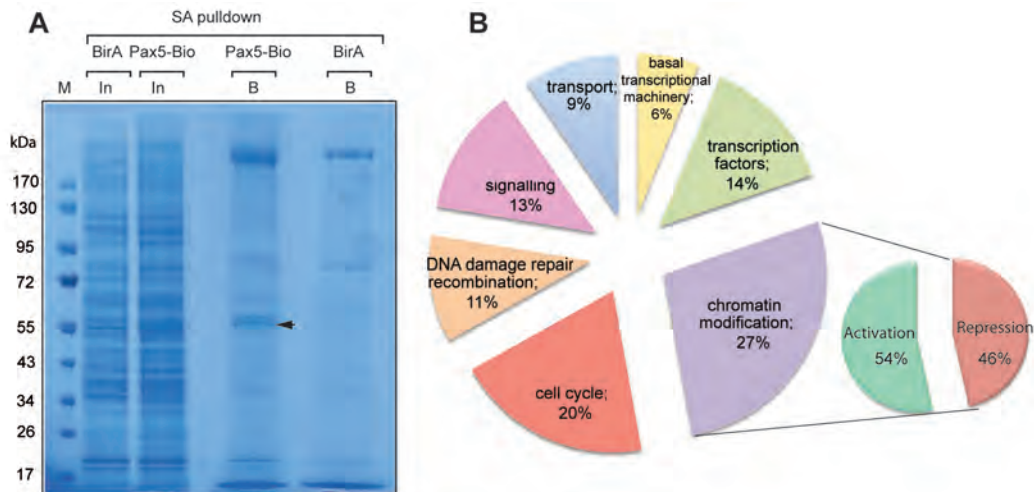 A
SA pulldown
BirA Pax5-Bio Pax5-Bio BirA
M In In B B
kDa
170
130
95
72
55
43
34
26
17
B
transport;
9%
basal
transcriptional
machinery;
6%
transcription
factors;
14%
signalling
13%
DNA damage repair
recombination;
11%
chromatin
modification;
27%
cell cycle;
20%
Activation
54%
Repression
46%